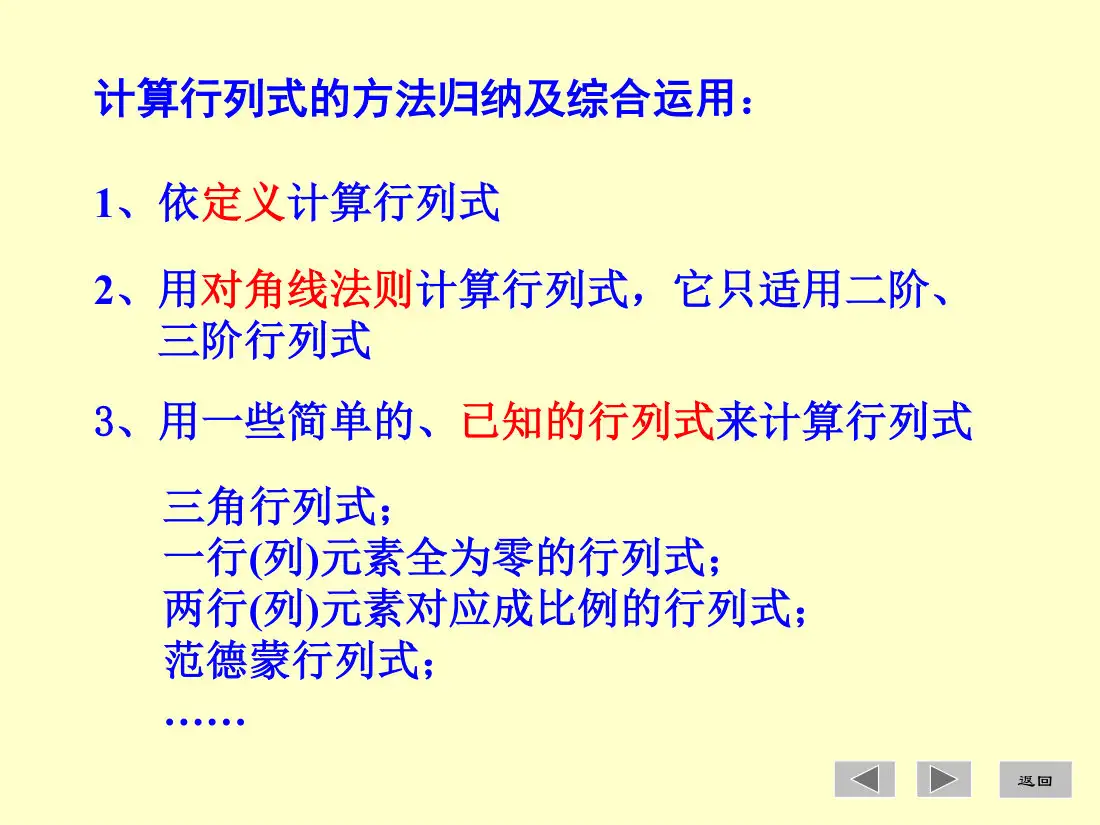 计算行列式的方法归纳及综合运用：
1、依定义计算行列式
2、用对角线法则计算行列式，它只适用二阶、
三阶行列式
3、用一些简单的、已知的行列式来计算行列式
三角行列式；
一行(列)元素全为零的行列式；
两行(列)元素对应成比例的行列式；
范德蒙行列式；
……
返回